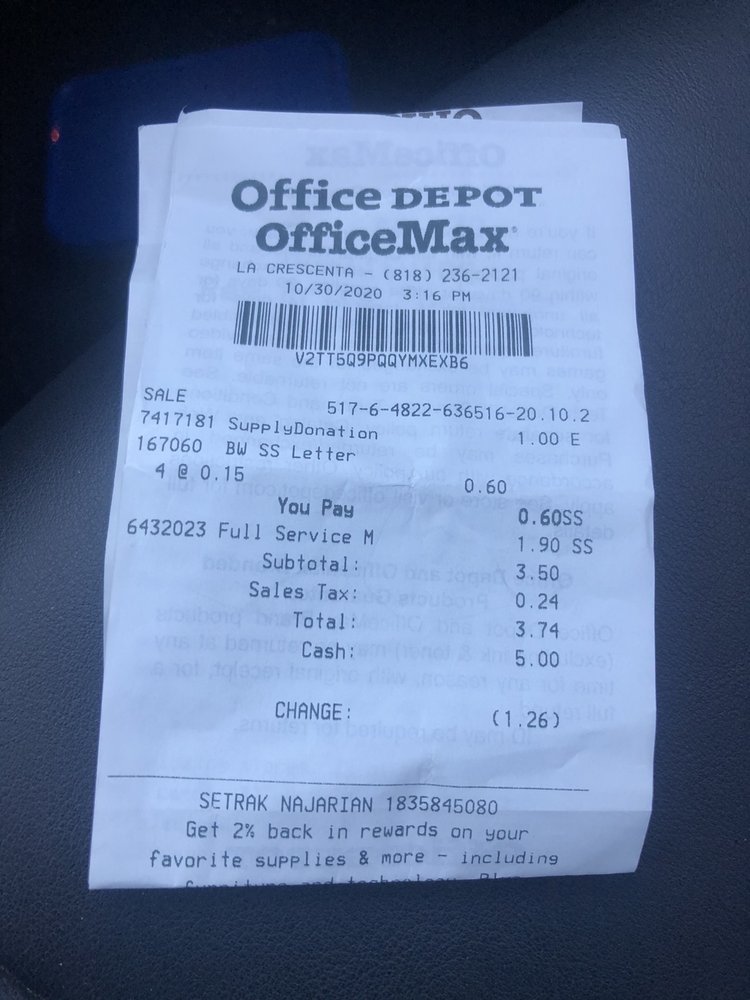 Office DEPOT
OfficeMax
LA CRESCENTA - (818) 236-2121
10/30/2020 3:16 PM
V2TT5Q9PQQYMXEXB6
SALE 517-6-4822-636516-20.10.2
7417181 SupplyDonation 1.00 E
167060 BW SS Letter
4 @ 0.15 0.60
You Pay 0.60SS
6432023 Full Service M 1.90 SS
Subtotal: 3.50
Sales Tax: 0.24
Total: 3.74
Cash: 5.00
CHANGE: (1.26)
SETRAK NAJARIAN 1835845080
Get 2% back in rewards on your
favorite supplies & more - including
furniture and technology.